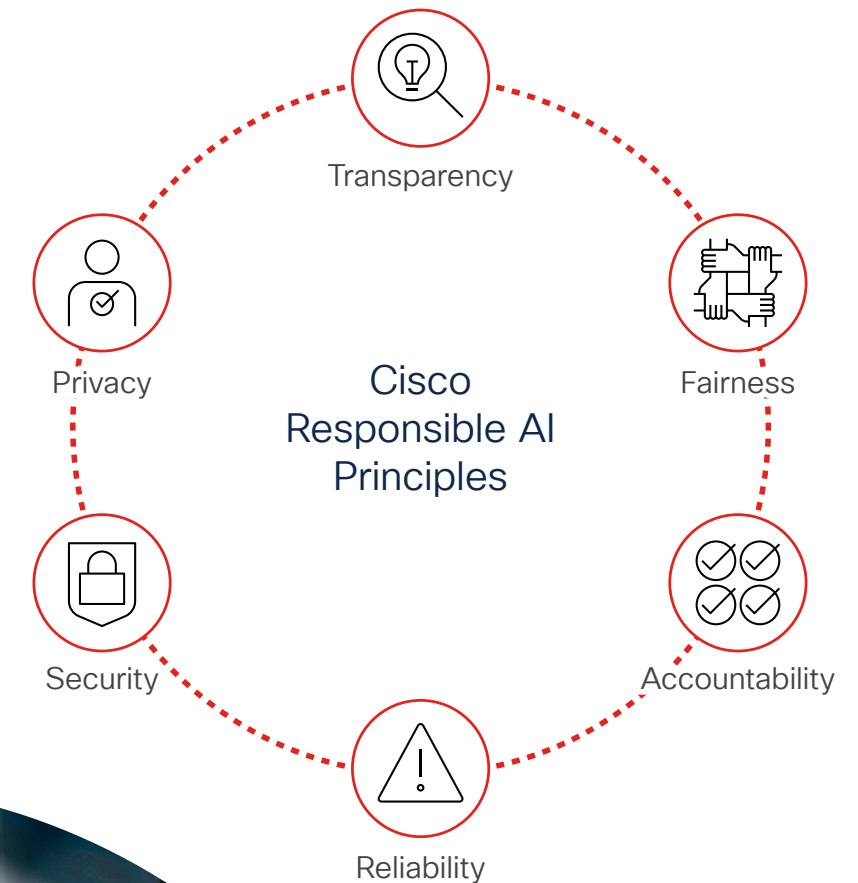 Transparency
Privacy
Fairness
Cisco
Responsible AI
Principles
Security
Accountability
Reliability